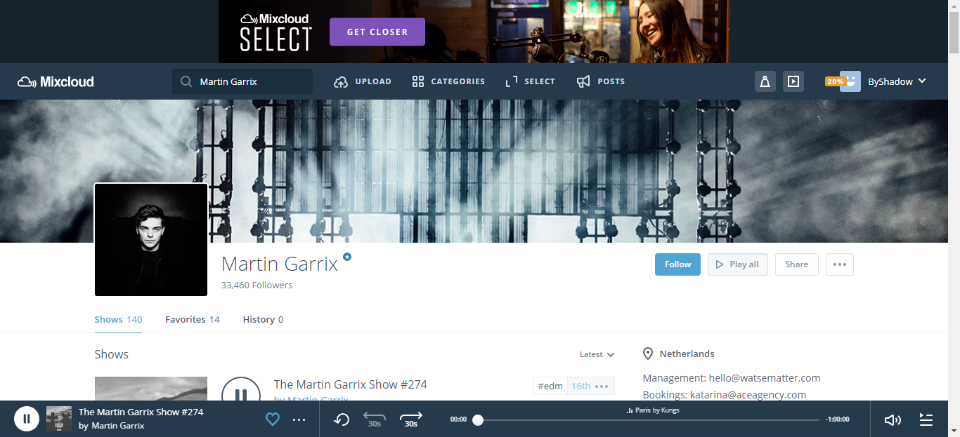 Mixcloud
SELECT
GET CLOSER
Mixcloud
Martin Garrix
UPLOAD
CATEGORIES
SELECT
POSTS
20%
ByShadow
Martin Garrix
33,460 Followers
Follow
Play all
Share
Shows 140
Favorites 14
History 0
Shows
Latest
Netherlands
The Martin Garrix Show #274
#edm
16th
by Martin Garrix
Management: hello@watsematter.com
Bookings: katarina@aceagency.com
The Martin Garrix Show #274
by Martin Garrix
30s
30s
00:00
Paris by Kungs
-1:00:00